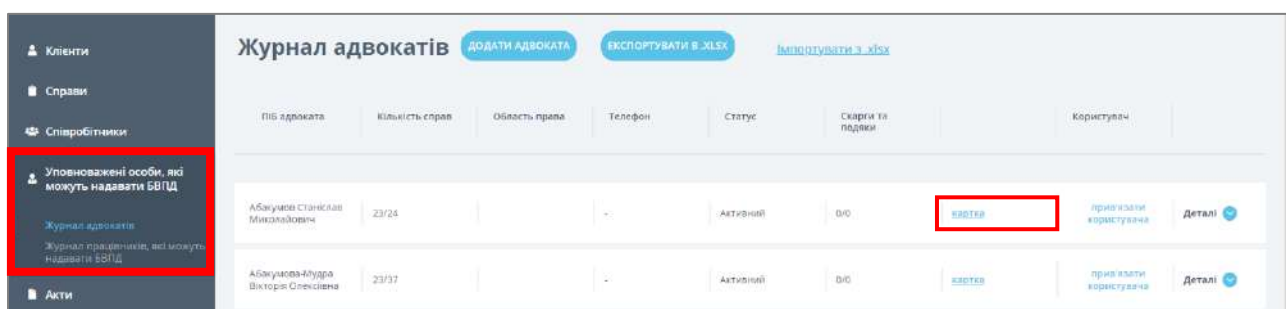 Клієнти
Справи
Співробітники
Уповноважені особи, які
можуть надавати БВПД
Журнал адвокатів
Журнал працівників, які можуть
надавати БВПД
Акти
Журнал адвокатів
ДОДАТИ АДВОКАТА
ЕКСПОРТУВАТИ В .XLSX
Імпортувати з .xlsx
ПІБ адвоката
Кількість справ
Область права
Телефон
Статус
Скарги та
подяки
Користувач
Абакумов Станіслав
Миколайович
23/24
-
Активний
0/0
картка
прив'язати
користувача
Деталі
Абакумова-Мудра
Вікторія Олексіївна
23/37
-
Активний
0/0
картка
прив'язати
користувача
Деталі